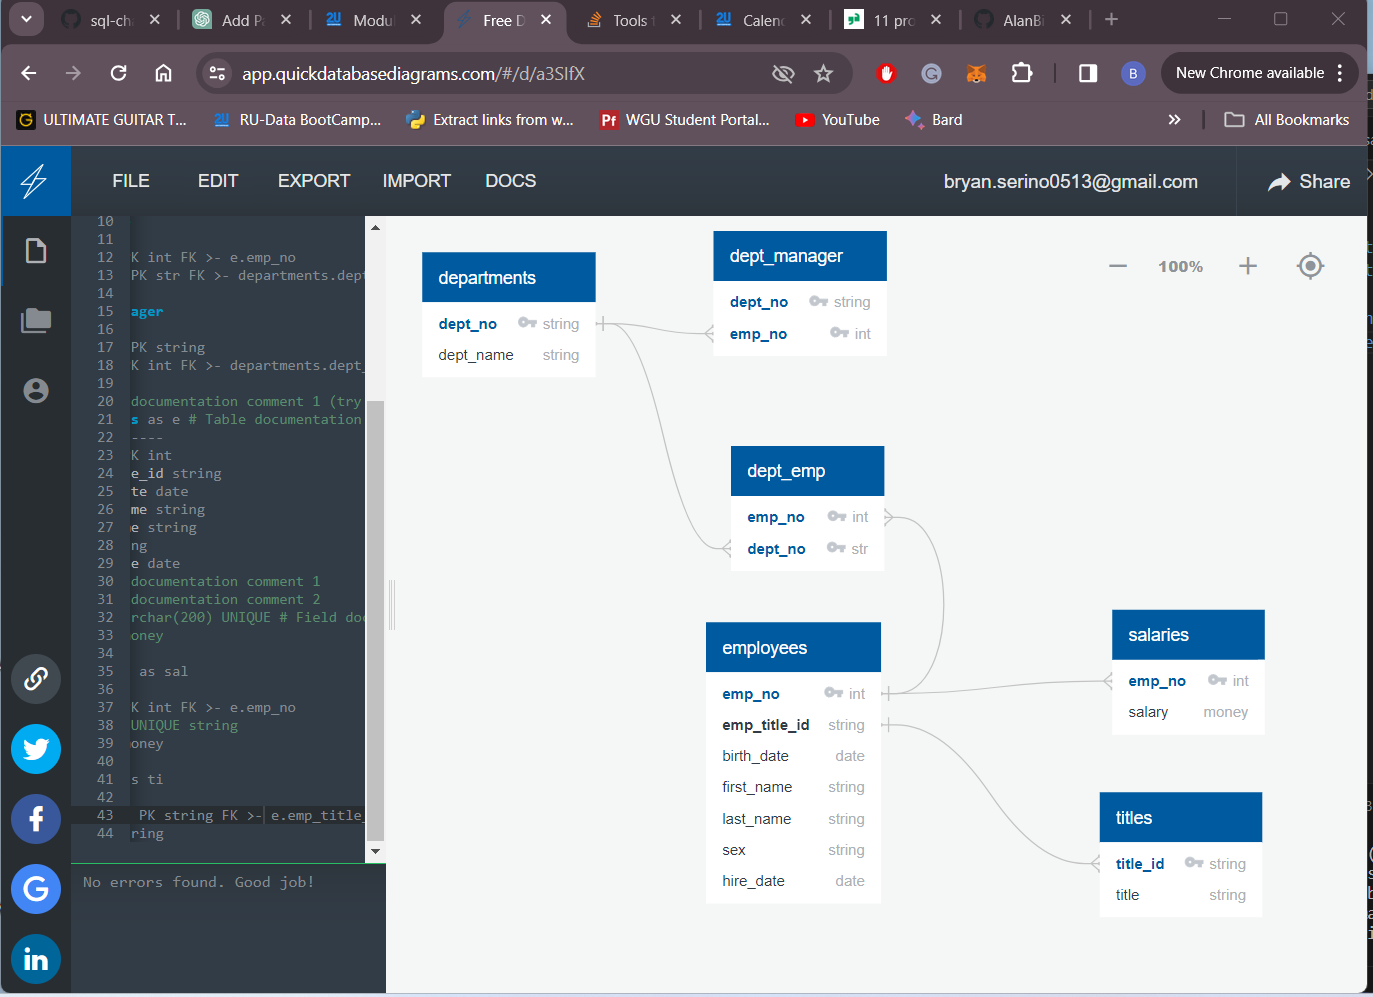 sql-cha
Add Pa
Modul
Free D
Tools f
Calenc
11 pro
AlanBi
app.quickdatabasediagrams.com/#/d/a3SIfX
B
New Chrome available
ULTIMATE GUITAR T...
RU-Data BootCamp...
Extract links from w...
WGU Student Portal...
YouTube
Bard
All Bookmarks
FILE
EDIT
EXPORT
IMPORT
DOCS
bryan.serino0513@gmail.com
Share
10
11
12 K int FK >- e.emp_no
13 PK str FK >- departments.dept
14
15 ager
16
17 PK string
18 K int FK >- departments.dept_
19
20 documentation comment 1 (try
21 s as e # Table documentation
22 ----
23 K int
24 e_id string
25 te date
26 me string
27 e string
28 ng
29 e date
30 documentation comment 1
31 documentation comment 2
32 rchar(200) UNIQUE # Field doc
33 oney
34
35 as sal
36
37 K int FK >- e.emp_no
38 UNIQUE string
39 oney
40
41 s ti
42
43 PK string FK >- e.emp_title_
44 ring
No errors found. Good job!
100%
departments
dept_no string
dept_name string
dept_manager
dept_no string
emp_no int
dept_emp
emp_no int
dept_no str
employees
emp_no int
emp_title_id string
birth_date date
first_name string
last_name string
sex string
hire_date date
salaries
emp_no int
salary money
titles
title_id string
title string